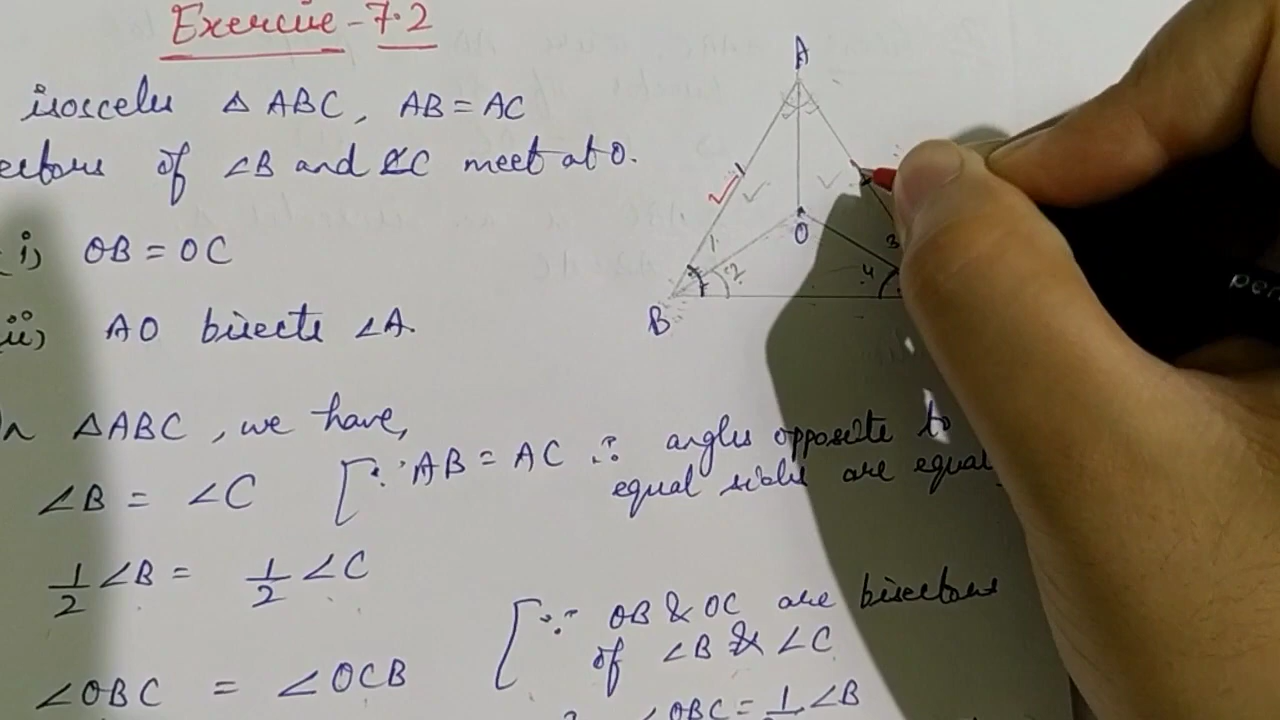 Exercise-7.2
isosceles △ ABC, AB = AC
ectors of ∠B and ∠C meet at O.
(i) OB = OC
(ii) AO bisects ∠A.
In △ABC, we have,
∠B = ∠C [∵ AB = AC ∴ angles opposite to
equal sides are equal
1/2 ∠B = 1/2 ∠C
[∵ OB & OC are bisectors
of ∠B & ∠C
∠OBC = ∠OCB
∠OBC = 1/2 ∠B
A
O
1
2
3
4
B